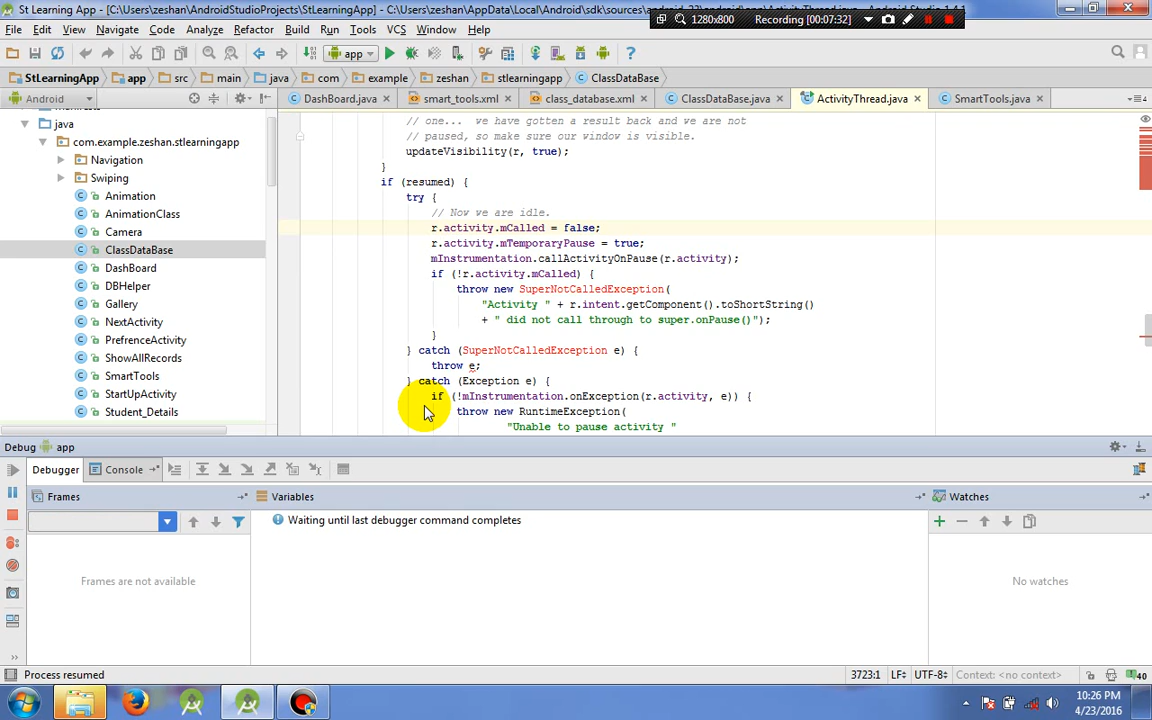 St Learning App - [C:\Users\zeshan\AndroidStudioProjects\StLearningApp] - [C:\Users\zeshan\AppData\Local\Android\sdk\sources\
1280x800 Recording [00:07:32]
File Edit View Navigate Code Analyze Refactor Build Run Tools VCS Window Help
app
StLearningApp app src main java com example zeshan stlearningapp ClassDataBase
Android
DashBoard.java smart_tools.xml class_database.xml ClassDataBase.java ActivityThread.java SmartTools.java
java
com.example.zeshan.stlearningapp
Navigation
Swiping
Animation
AnimationClass
Camera
ClassDataBase
DashBoard
DBHelper
Gallery
NextActivity
PrefrenceActivity
ShowAllRecords
SmartTools
StartUpActivity
Student_Details
// one... we have gotten a result back and we are not
// paused, so make sure our window is visible.
updateVisibility(r, true);
}
if (resumed) {
try {
// Now we are idle.
r.activity.mCalled = false;
r.activity.mTemporaryPause = true;
mInstrumentation.callActivityOnPause(r.activity);
if (!r.activity.mCalled) {
throw new SuperNotCalledException(
"Activity " + r.intent.getComponent().toShortString()
+ " did not call through to super.onPause()");
}
} catch (SuperNotCalledException e) {
throw e;
} catch (Exception e) {
if (!mInstrumentation.onException(r.activity, e)) {
throw new RuntimeException(
"Unable to pause activity "
Debug app
Debugger Console
Frames Variables Watches
Waiting until last debugger command completes
Frames are not available
No watches
Process resumed 3723:1 LF UTF-8 Context: <no context> 40
10:26 PM
4/23/2016